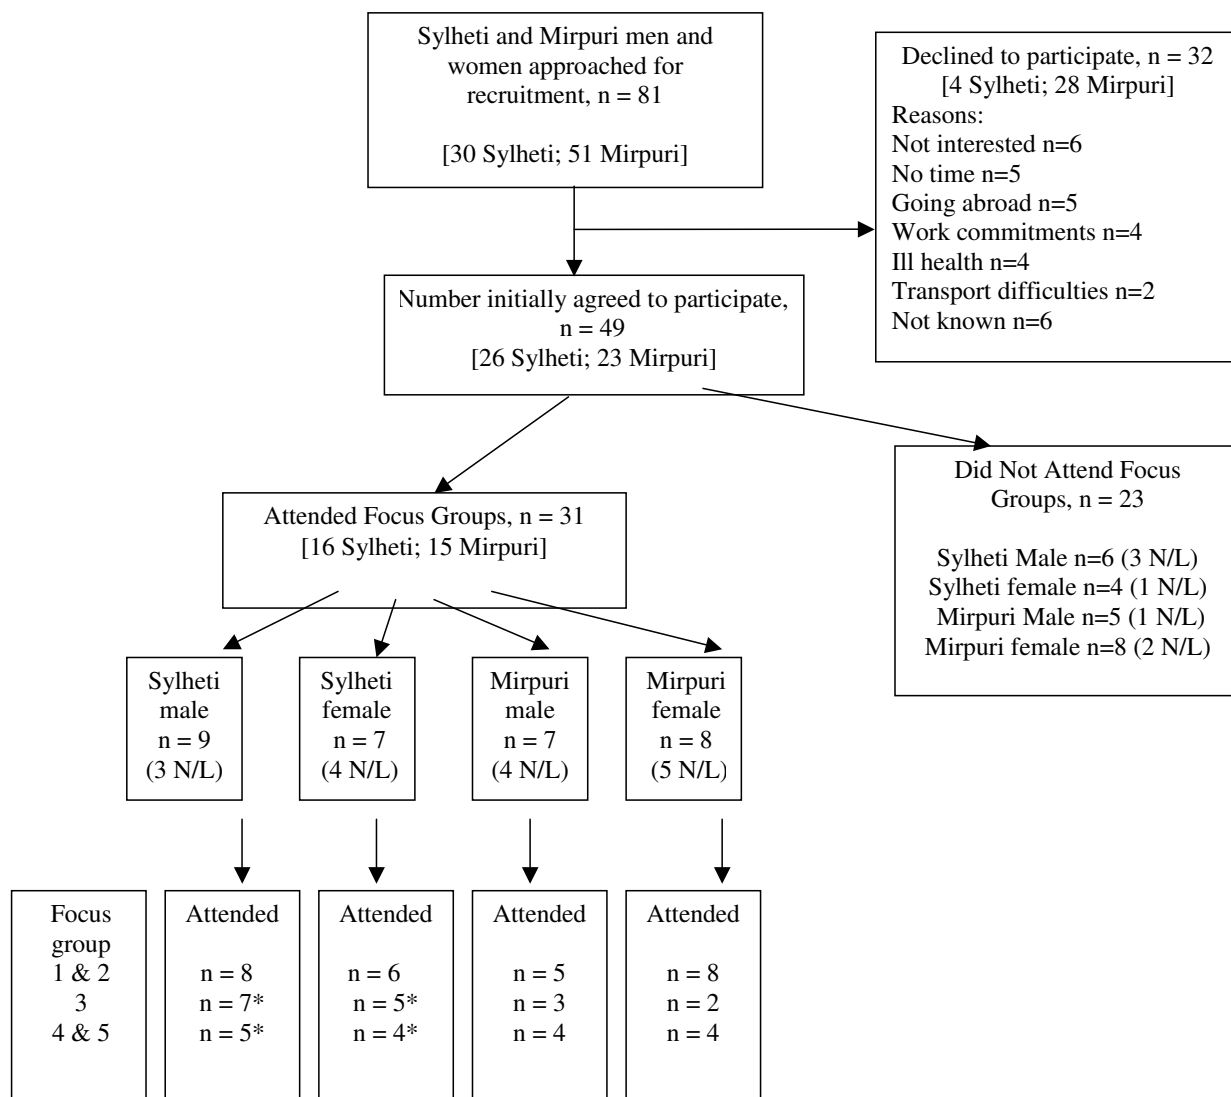 Sylheti and Mirpuri men and
women approached for
recruitment, n = 81
[30 Sylheti; 51 Mirpuri]
Declined to participate, n = 32
[4 Sylheti; 28 Mirpuri]
Reasons:
Not interested n=6
No time n=5
Going abroad n=5
Work commitments n=4
Ill health n=4
Transport difficulties n=2
Not known n=6
Number initially agreed to participate,
n = 49
[26 Sylheti; 23 Mirpuri]
Did Not Attend Focus
Groups, n = 23
Sylheti Male n=6 (3 N/L)
Sylheti female n=4 (1 N/L)
Mirpuri Male n=5 (1 N/L)
Mirpuri female n=8 (2 N/L)
Attended Focus Groups, n = 31
[16 Sylheti; 15 Mirpuri]
Sylheti
male
n = 9
(3 N/L)
Sylheti
female
n = 7
(4 N/L)
Mirpuri
male
n = 7
(4 N/L)
Mirpuri
female
n = 8
(5 N/L)
Focus
group
1 & 2
3
4 & 5
Attended
n = 8
n = 7*
n = 5*
Attended
n = 6
n = 5*
n = 4*
Attended
n = 5
n = 3
n = 4
Attended
n = 8
n = 2
n = 4